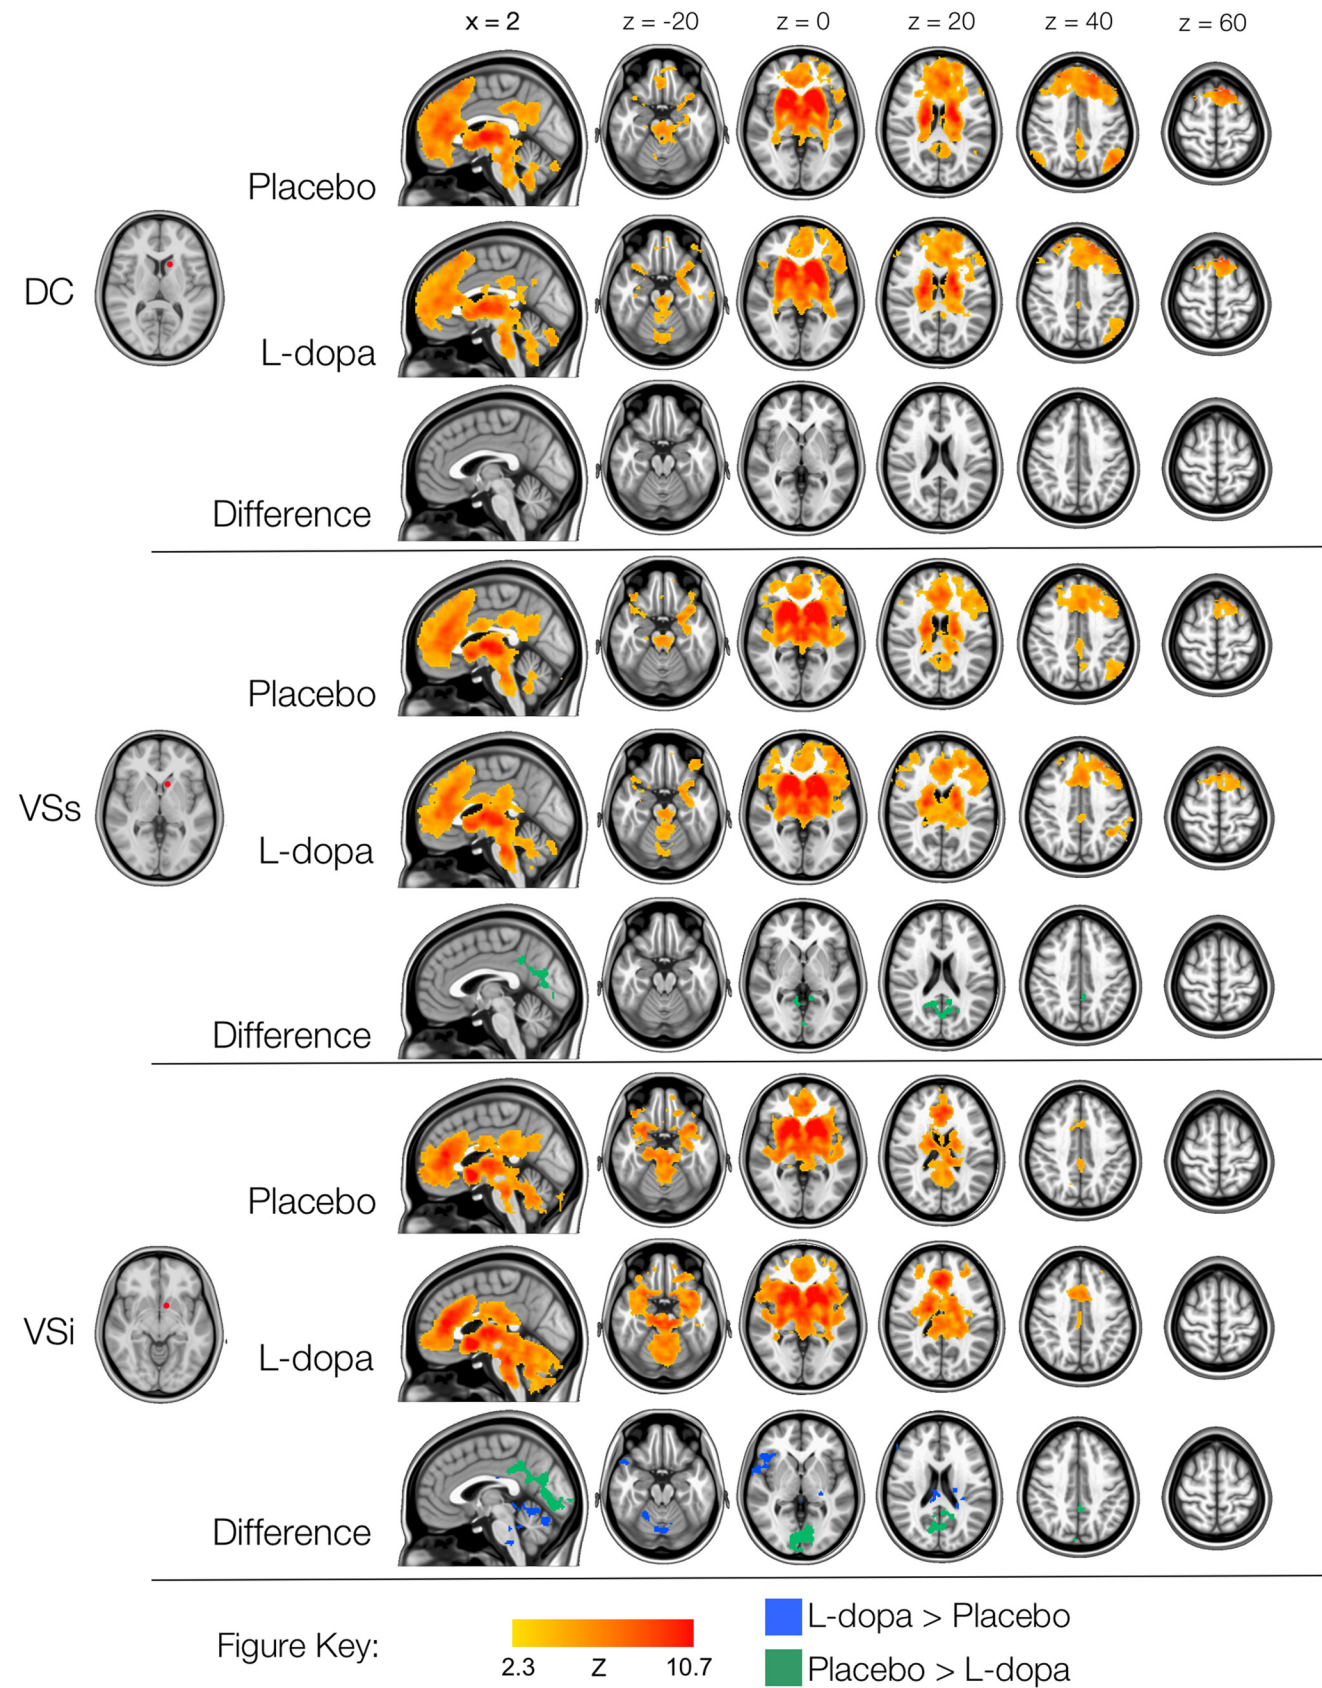 x = 2 z = -20 z = 0 z = 20 z = 40 z = 60
Placebo
DC
L-dopa
Difference
Placebo
VSs
L-dopa
Difference
Placebo
VSi
L-dopa
Difference
Figure Key:
2.3 Z 10.7
L-dopa > Placebo
Placebo > L-dopa